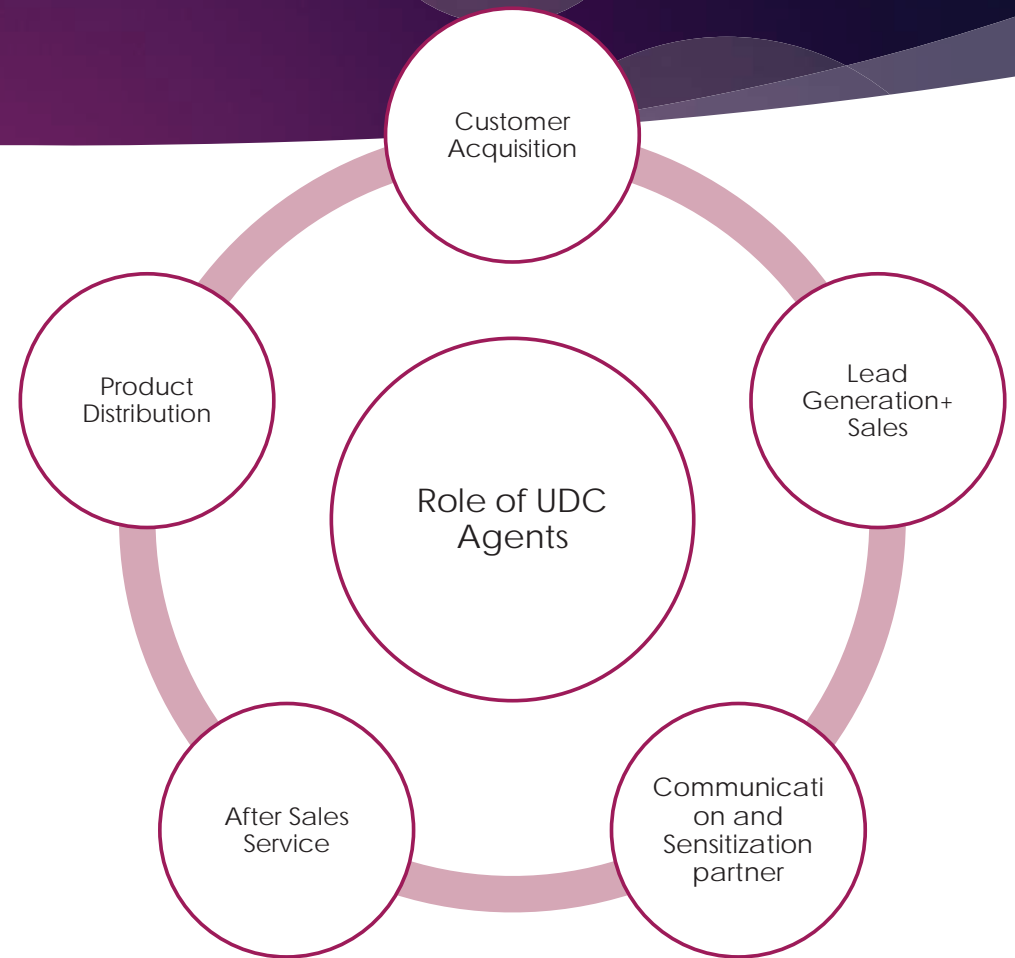 Customer
Acquisition
Lead
Generation+
Sales
Communicati
on and
Sensitization
partner
After Sales
Service
Product
Distribution
Role of UDC
Agents